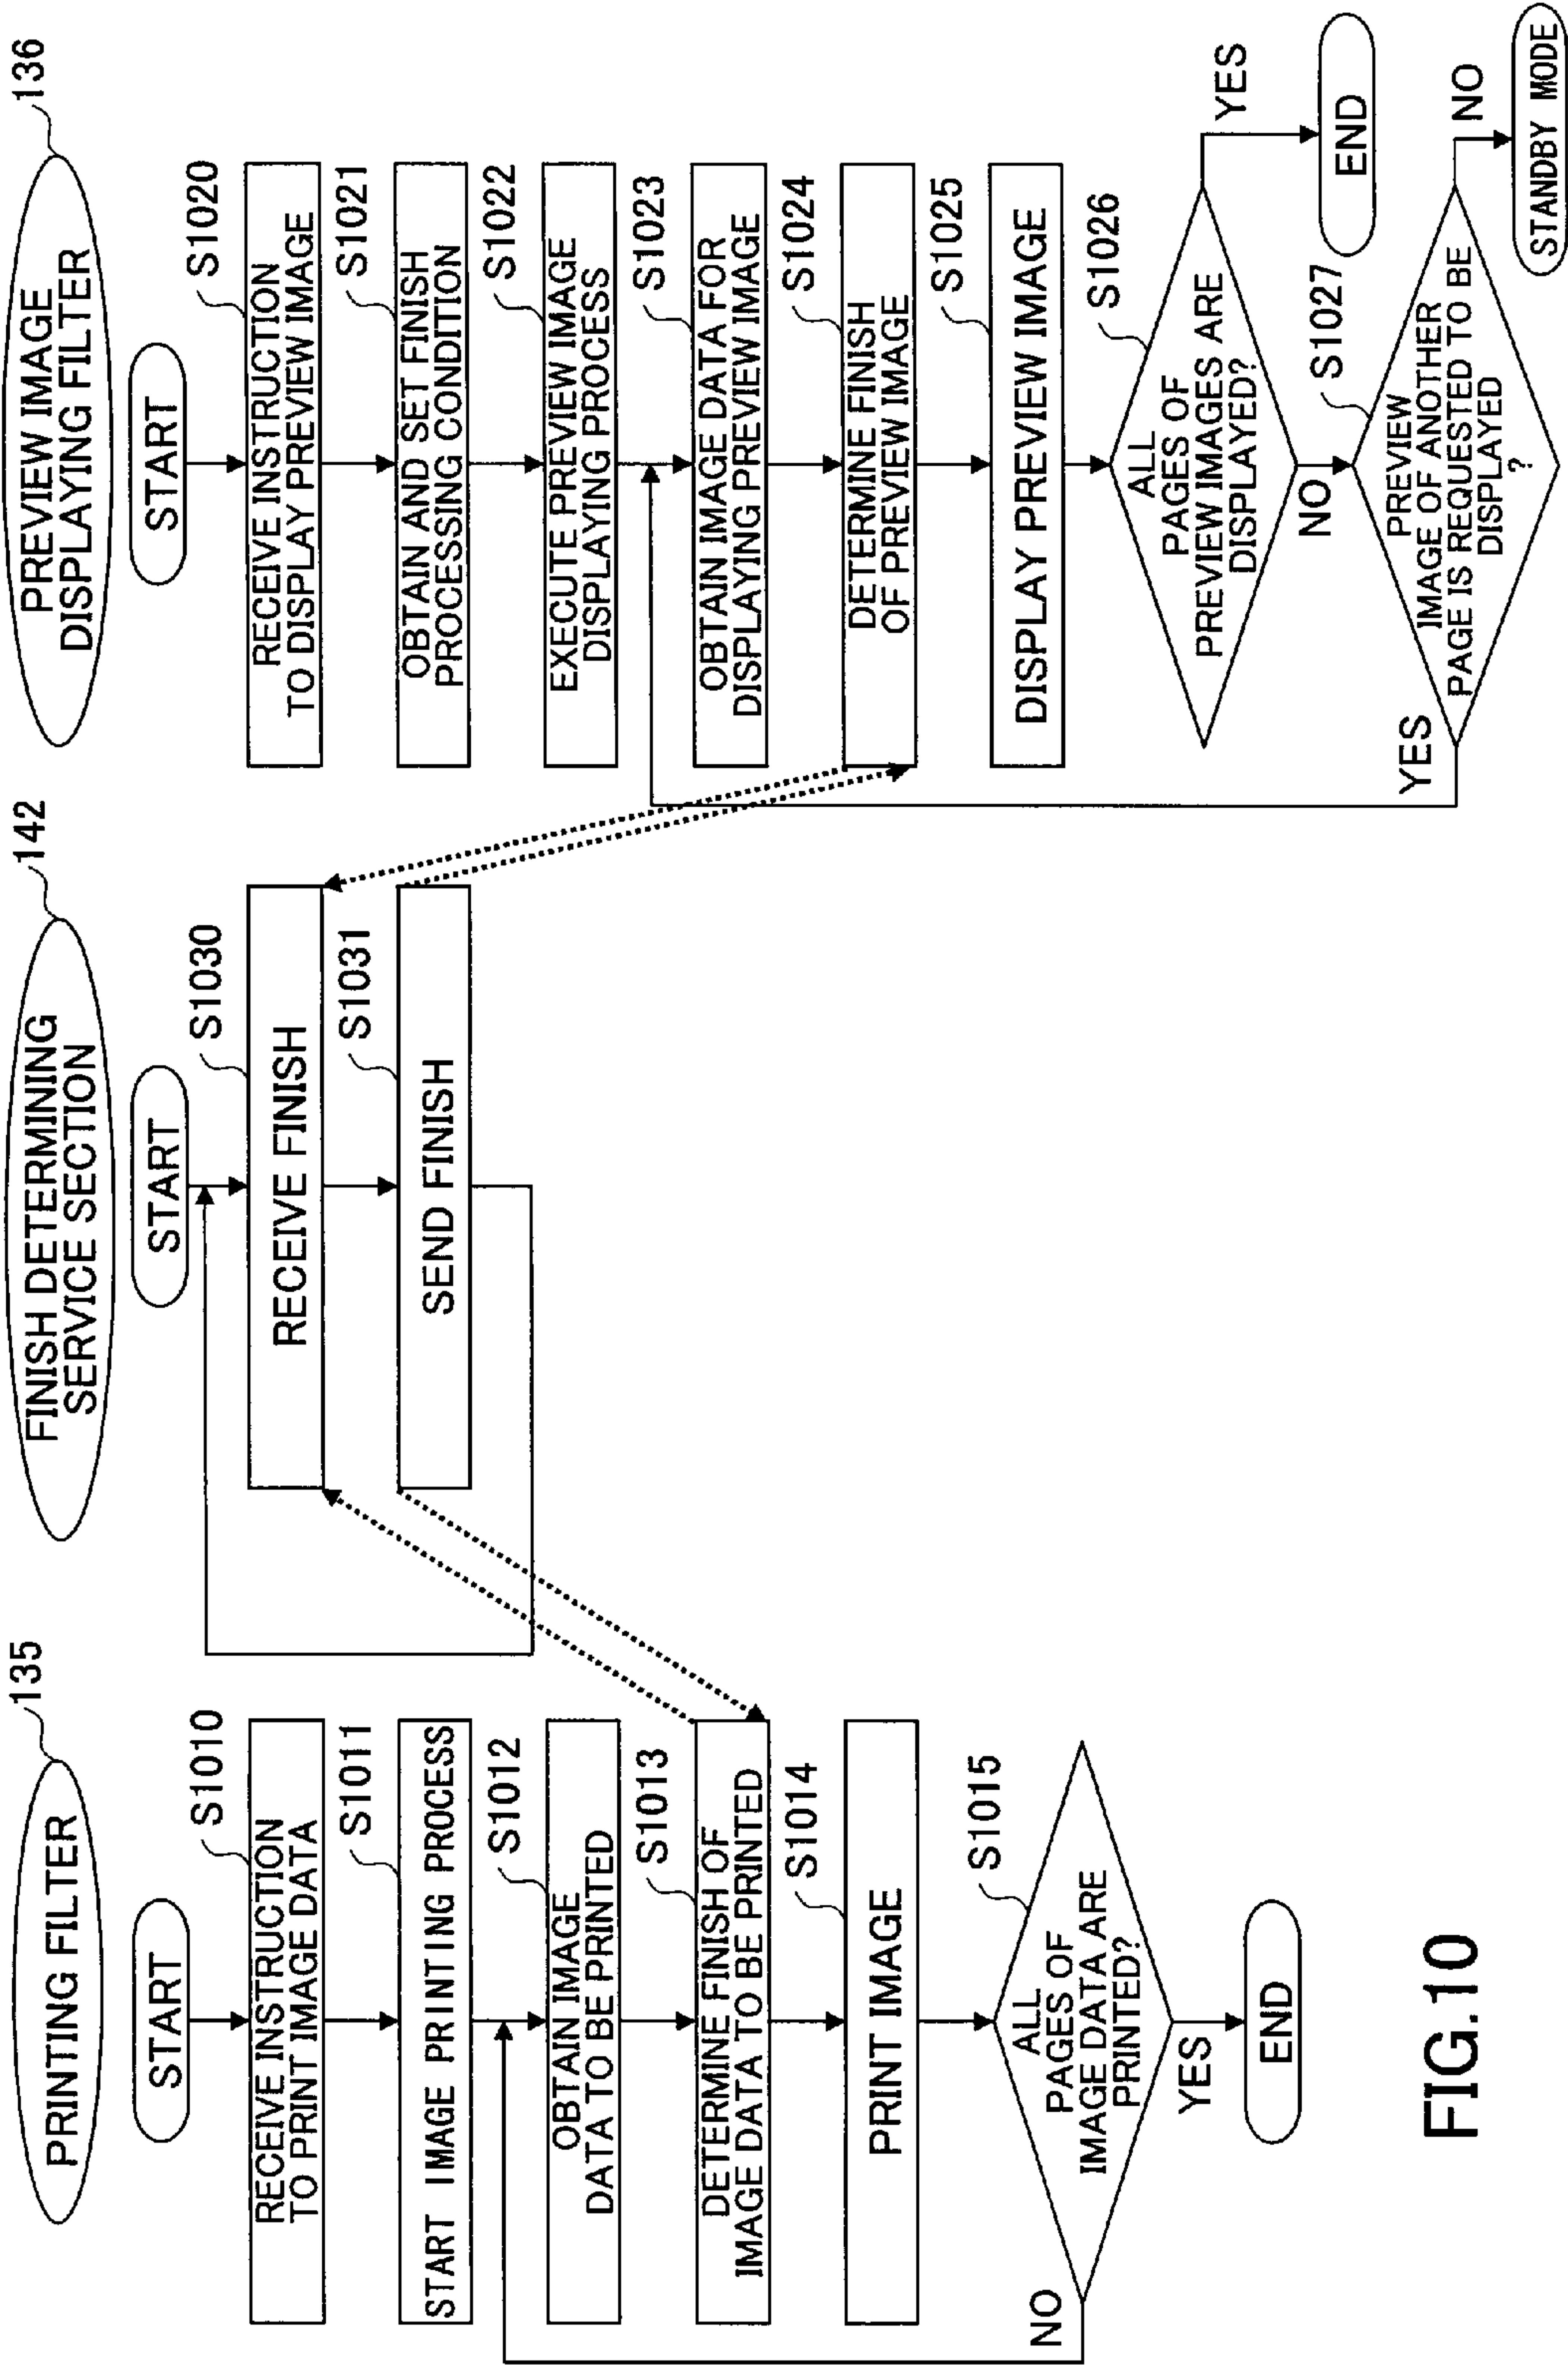 PRINTING FILTER
135
START
S1010
RECEIVE INSTRUCTION
TO PRINT IMAGE DATA
S1011
START IMAGE PRINTING PROCESS
S1012
OBTAIN IMAGE
DATA TO BE PRINTED
S1013
DETERMINE FINISH OF
IMAGE DATA TO BE PRINTED
S1014
PRINT IMAGE
S1015
ALL
PAGES OF
IMAGE DATA ARE
PRINTED?
NO
YES
END
FINISH DETERMINING
SERVICE SECTION
142
START
S1030
RECEIVE FINISH
S1031
SEND FINISH
PREVIEW IMAGE
DISPLAYING FILTER
136
START
S1020
RECEIVE INSTRUCTION
TO DISPLAY PREVIEW IMAGE
S1021
OBTAIN AND SET FINISH
PROCESSING CONDITION
S1022
EXECUTE PREVIEW IMAGE
DISPLAYING PROCESS
S1023
OBTAIN IMAGE DATA FOR
DISPLAYING PREVIEW IMAGE
S1024
DETERMINE FINISH
OF PREVIEW IMAGE
S1025
DISPLAY PREVIEW IMAGE
S1026
ALL
PAGES OF
PREVIEW IMAGES ARE
DISPLAYED?
YES
END
NO
S1027
PREVIEW
IMAGE OF ANOTHER
PAGE IS REQUESTED TO BE
DISPLAYED
?
YES
NO
STANDBY MODE
FIG.10